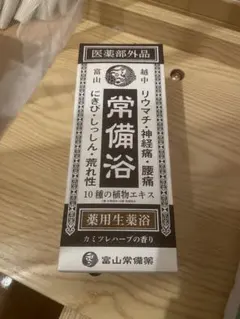 医薬部外品
越中
富山
リウマチ・神経痛・腰痛
常備浴
にきび・しっしん・荒れ性
10種の植物エキス
薬用生薬浴
カミツレハーブの香り
富山常備薬